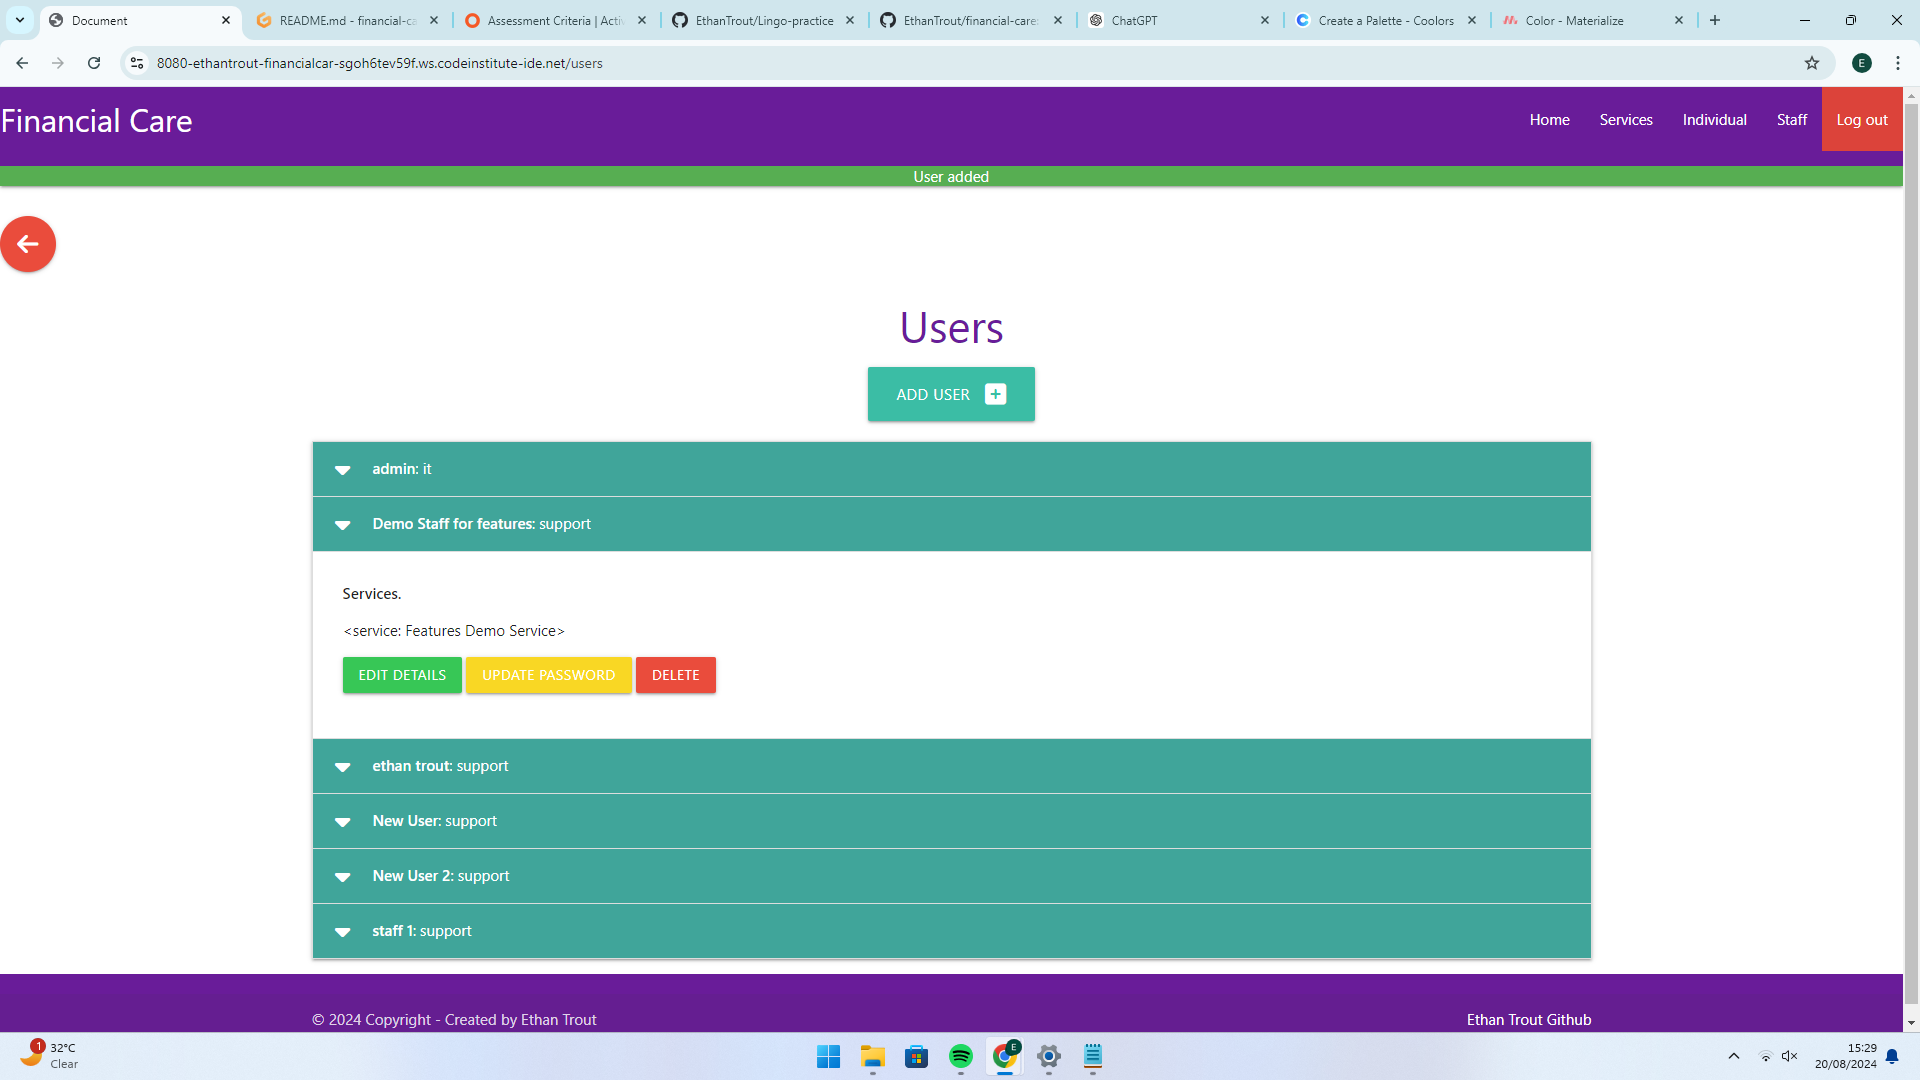 Document
README.md - financial-ca
Assessment Criteria | Activ
EthanTrout/Lingo-practice
EthanTrout/financial-care:
ChatGPT
Create a Palette - Coolors
Color - Materialize
8080-ethantrout-financialcar-sgoh6tev59f.ws.codeinstitute-ide.net/users
E
Financial Care
Home
Services
Individual
Staff
Log out
User added
Users
ADD USER
admin: it
Demo Staff for features: support
Services.
<service: Features Demo Service>
EDIT DETAILS
UPDATE PASSWORD
DELETE
ethan trout: support
New User: support
New User 2: support
staff 1: support
© 2024 Copyright - Created by Ethan Trout
Ethan Trout Github
1
32°C
Clear
E
15:29
20/08/2024